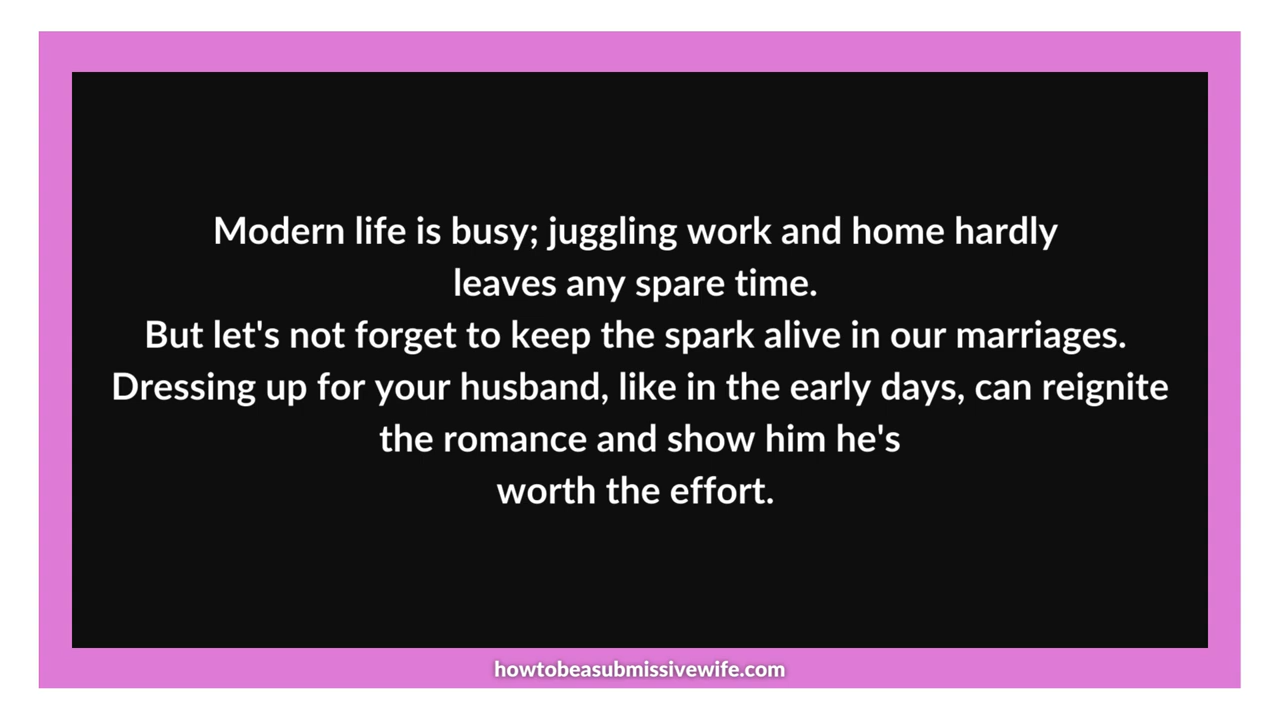 Modern life is busy; juggling work and home hardly
leaves any spare time.
But let's not forget to keep the spark alive in our marriages.
Dressing up for your husband, like in the early days, can reignite
the romance and show him he's
worth the effort.
howtobeasubmissivewife.com